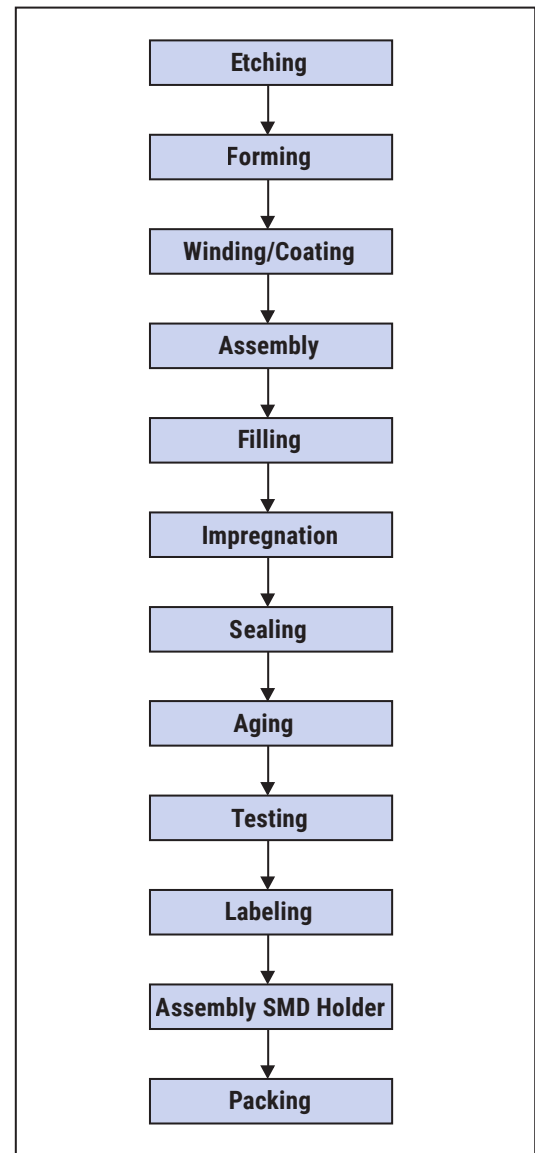 Etching
Forming
Winding/Coating
Assembly
Filling
Impregnation
Sealing
Aging
Testing
Labeling
Assembly SMD Holder
Packing